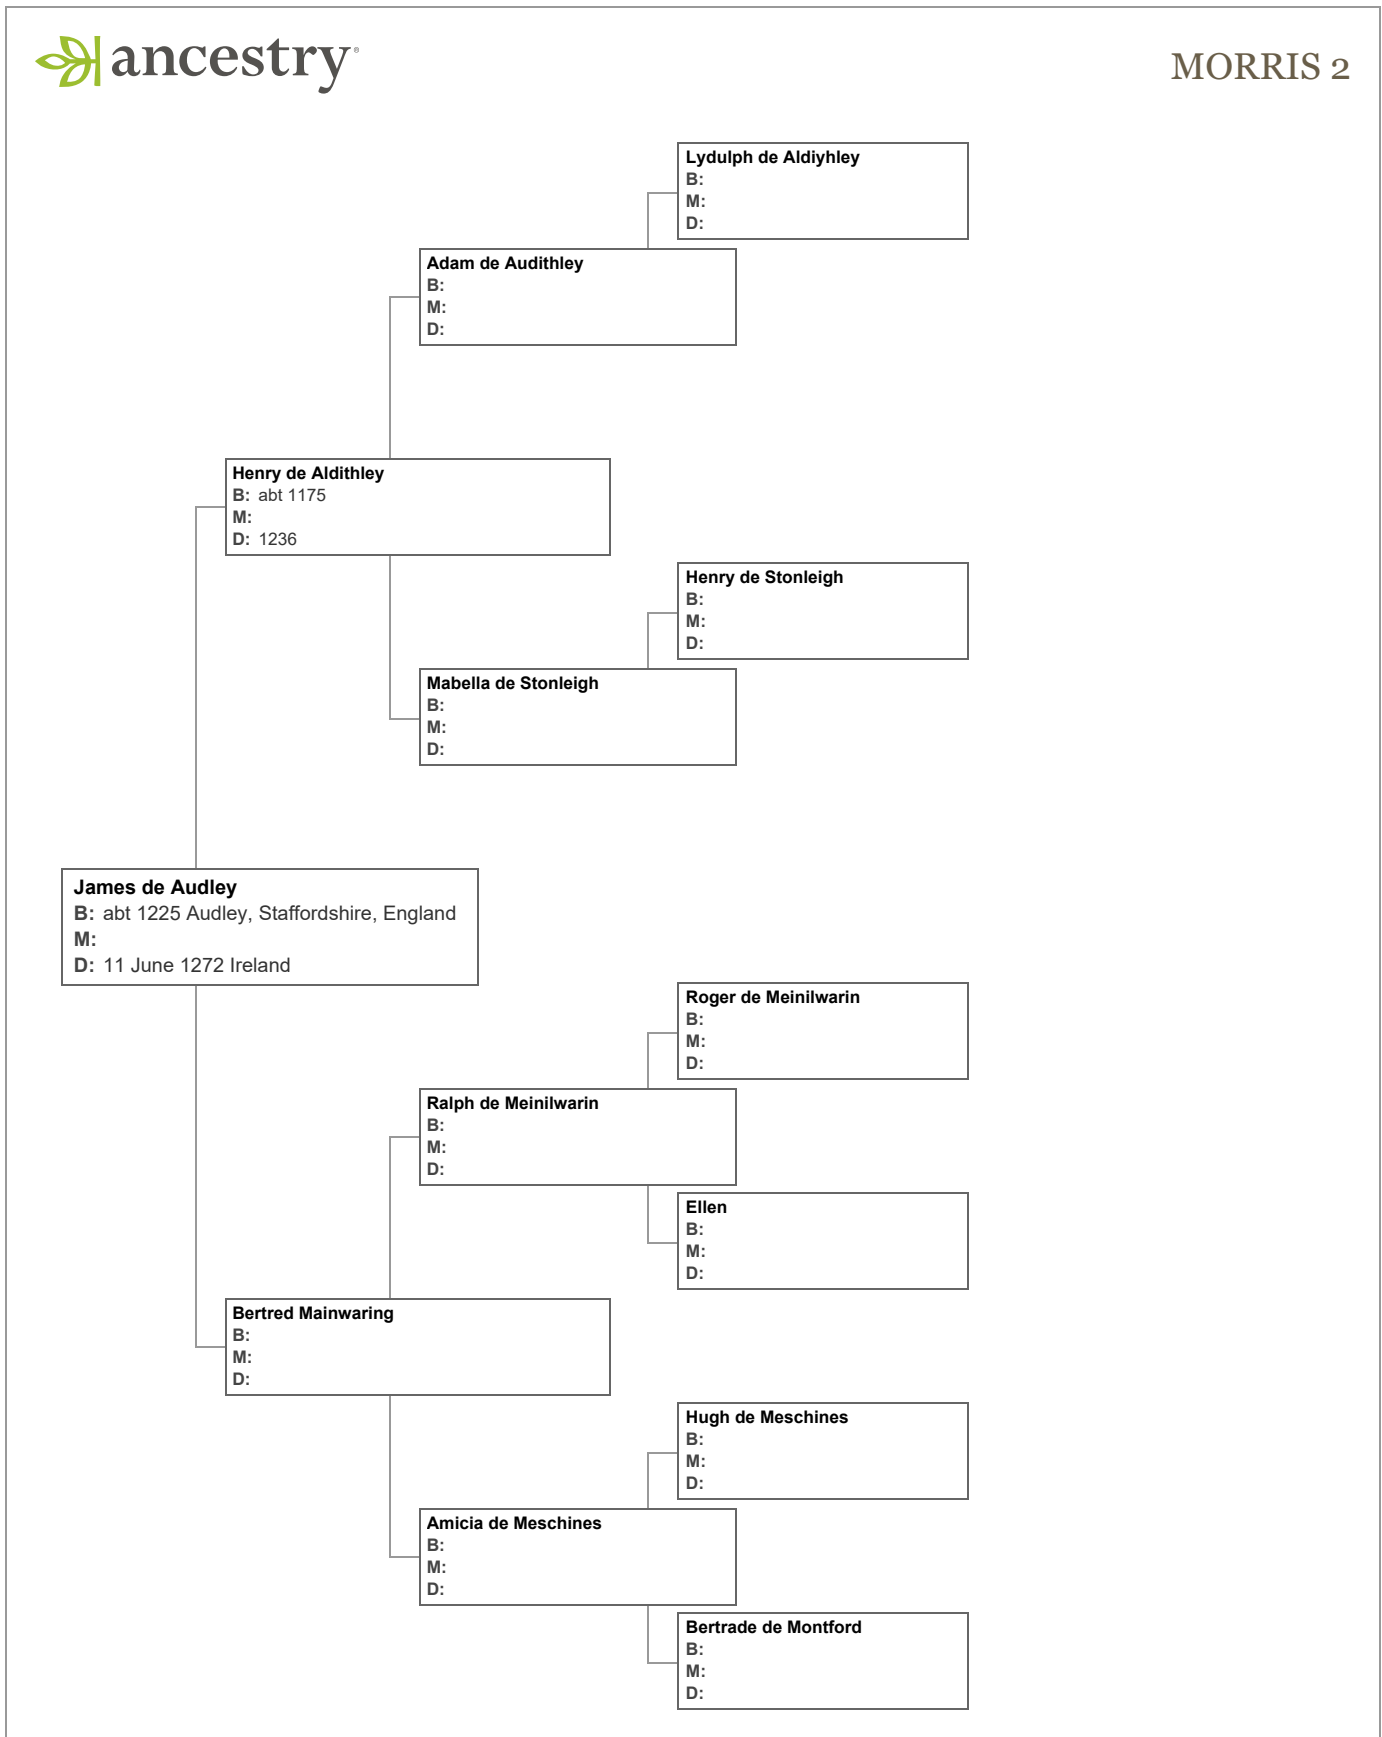 ancestry®
MORRIS 2
Lydulph de Aldiyhley
B:
M:
D:
Adam de Audithley
B:
M:
D:
Henry de Aldithley
B: abt 1175
M:
D: 1236
Henry de Stonleigh
B:
M:
D:
Mabella de Stonleigh
B:
M:
D:
James de Audley
B: abt 1225 Audley, Staffordshire, England
M:
D: 11 June 1272 Ireland
Roger de Meinilwarin
B:
M:
D:
Ralph de Meinilwarin
B:
M:
D:
Ellen
B:
M:
D:
Bertred Mainwaring
B:
M:
D:
Hugh de Meschines
B:
M:
D:
Amicia de Meschines
B:
M:
D:
Bertrade de Montford
B:
M:
D: